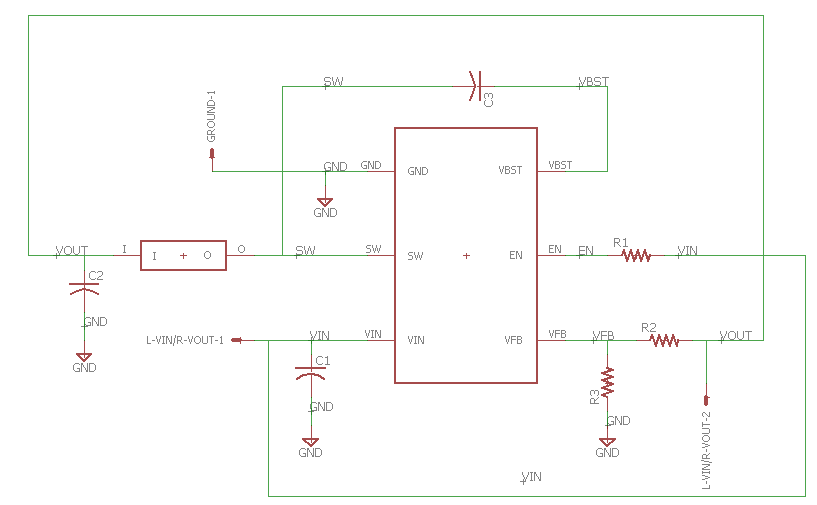 SW
VBST
C3
GROUND-1
GND
GND
GND
VBST
VBST
GND
R1
VOUT
I
I
O
O
SW
SW
SW
EN
EN
EN
VIN
C2
GND
GND
L-VIN/R-VOUT-1
VIN
VIN
VIN
VFB
VFB
VFB
R2
VOUT
C1
GND
GND
R3
GND
GND
L-VIN/R-VOUT-2
VIN